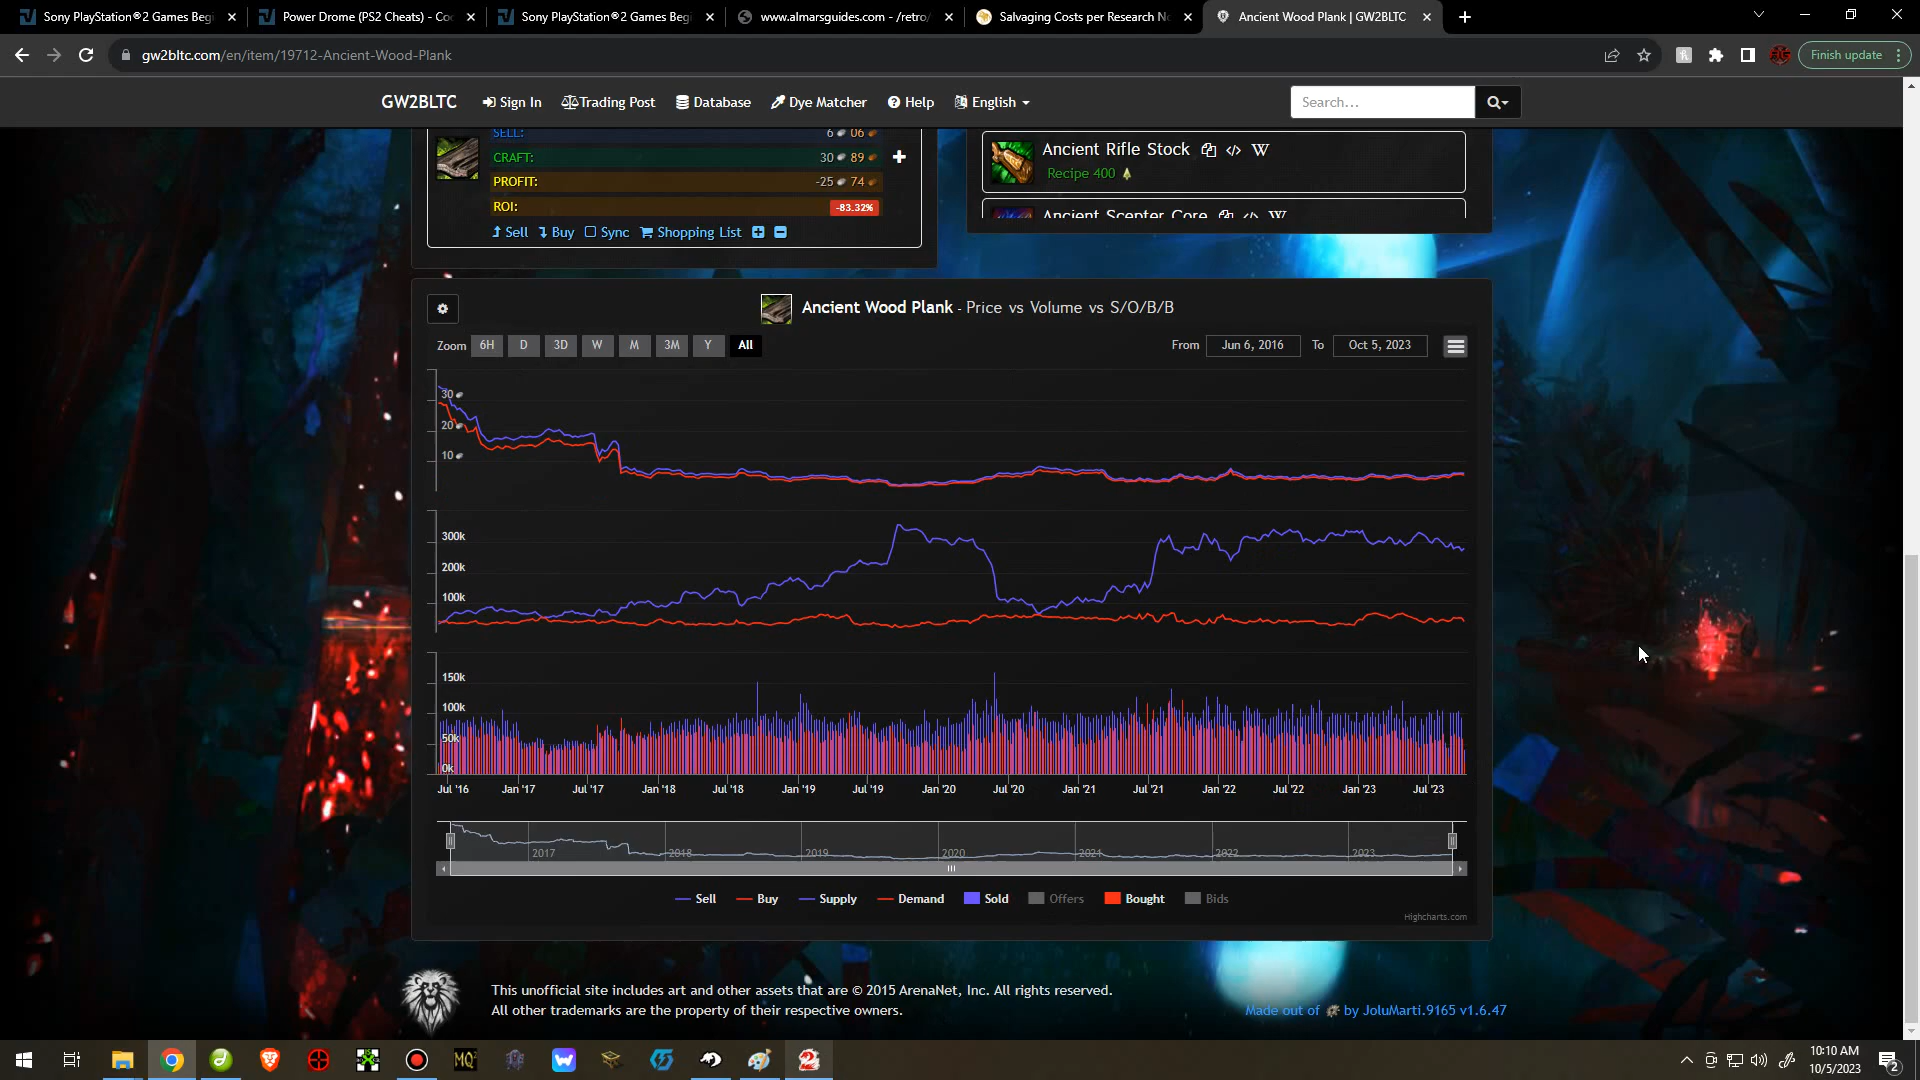 Sony PlayStation®2 Games Begi
Power Drome (PS2 Cheats) - Co
Sony PlayStation®2 Games Begi
www.almarsguides.com - /retro/
Salvaging Costs per Research N
Ancient Wood Plank | GW2BLTC
gw2bltc.com/en/item/19712-Ancient-Wood-Plank
Finish update
GW2BLTC Sign In Trading Post Database Dye Matcher Help English
Search...
SELL: 6 06
CRAFT: 30 89
PROFIT: -25 74
ROI: -83.32%
Sell Buy Sync Shopping List
Ancient Rifle Stock
Recipe 400
Ancient Scepter Core
Ancient Wood Plank - Price vs Volume vs S/O/B/B
Zoom 6H D 3D W M 3M Y All
From Jun 6, 2016 To Oct 5, 2023
30
20
10
300k
200k
100k
150k
100k
50k
0k
Jul '16 Jan '17 Jul '17 Jan '18 Jul '18 Jan '19 Jul '19 Jan '20 Jul '20 Jan '21 Jul '21 Jan '22 Jul '22 Jan '23 Jul '23
2017 2018 2019 2020 2021 2022 2023
Sell Buy Supply Demand Sold Offers Bought Bids
Highcharts.com
This unofficial site includes art and other assets that are © 2015 ArenaNet, Inc. All rights reserved.
All other trademarks are the property of their respective owners.
Made out of by JoluMarti.9165 v1.6.47
MQ2
10:10 AM
10/5/2023
2